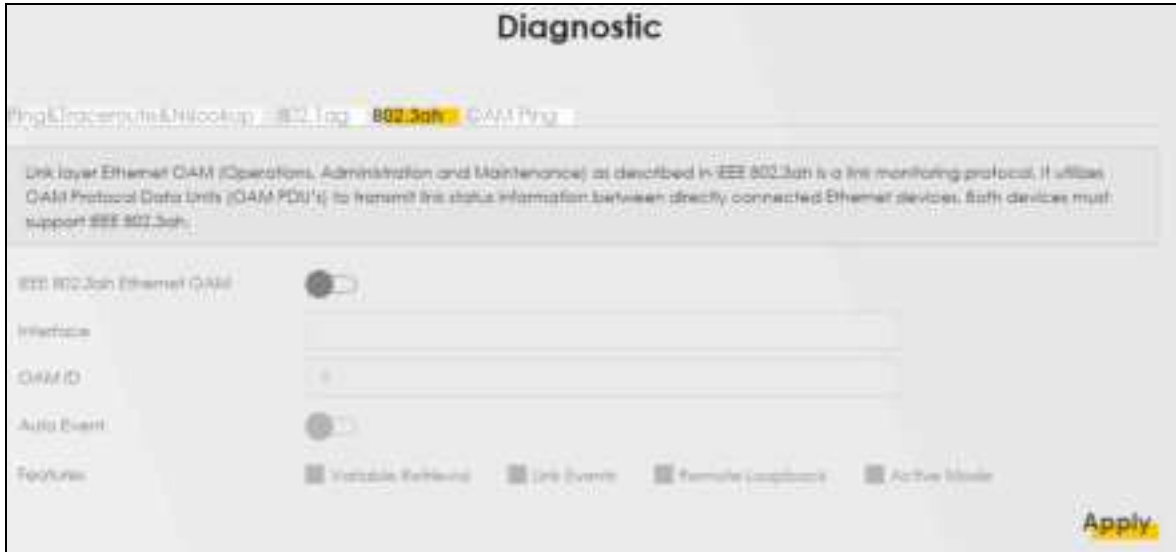 Diagnostic
Ping&Traceroute&Nslookup 802.1ag 802.3ah OAM Ping
Link layer Ethernet OAM (Operations, Administration and Maintenance) as described in IEEE 802.3ah is a link monitoring protocol. It utilizes
OAM Protocol Data Units (OAM PDU's) to transmit link status information between directly connected Ethernet devices. Both devices must
support IEEE 802.3ah.
IEEE 802.3ah Ethernet OAM
Interface
OAM ID
Auto Event
Features Variable Retrieval Link Events Remote Loopback Active Mode
Apply